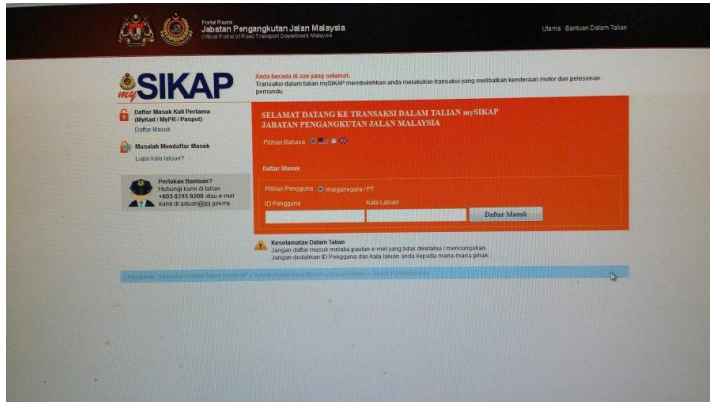 Portal Rasmi
Jabatan Pengangkutan Jalan Malaysia
Official Portal of Road Transport Department Malaysia
Utama Bantuan Dalam Talian
mySIKAP
Anda berada di zon yang selamat.
Transaksi dalam talian mySIKAP membolehkan anda melakukan transaksi yang melibatkan kenderaan motor dan pelesenan
pemandu.
Daftar Masuk Kali Pertama
(MyKad / MyPR / Paspot)
Daftar Masuk
Masalah Mendaftar Masuk
Lupa kata laluan?
Perlukan Bantuan?
Hubungi kami di talian
+603 8315 9200 atau e-mel
kami di aduan@jpj.gov.my
SELAMAT DATANG KE TRANSAKSI DALAM TALIAN mySIKAP
JABATAN PENGANGKUTAN JALAN MALAYSIA
Pilihan Bahasa
Daftar Masuk
Pilihan Pengguna Warganegara / PT
ID Pengguna
Kata Laluan
Daftar Masuk
Keselamatan Dalam Talian
Jangan daftar masuk melalui pautan e-mel yang tidak diketahui / mencurigakan.
Jangan dedahkan ID Pengguna dan kata laluan anda kepada mana-mana pihak.